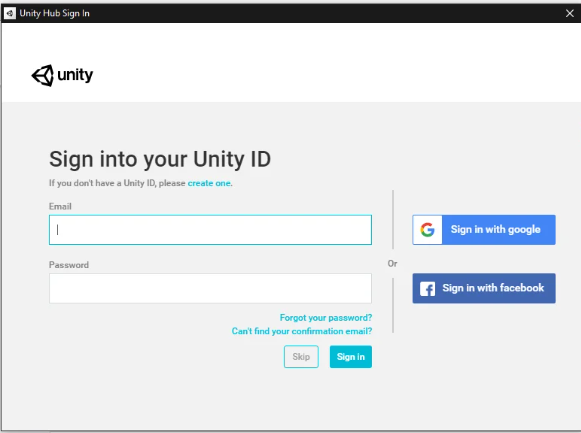 Unity Hub Sign In
unity
Sign into your Unity ID
If you don't have a Unity ID, please create one.
Email
Password
Forgot your password?
Can't find your confirmation email?
Skip
Sign in
Or
Sign in with google
Sign in with facebook